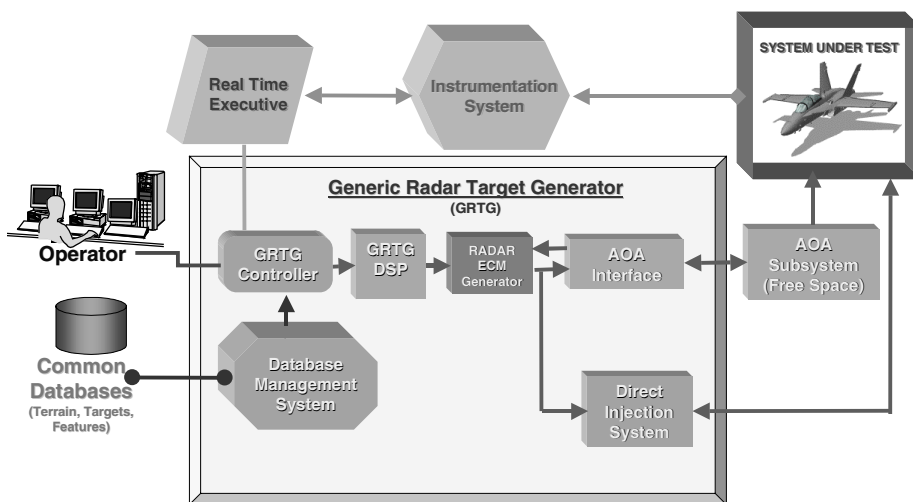 SYSTEM UNDER TEST
Real Time
Executive
Instrumentation
System
Generic Radar Target Generator
(GRTG)
Operator
GRTG
Controller
GRTG
DSP
RADAR
ECM
Generator
AOA
Interface
AOA
Subsystem
(Free Space)
Common
Databases
(Terrain, Targets,
Features)
Database
Management
System
Direct
Injection
System